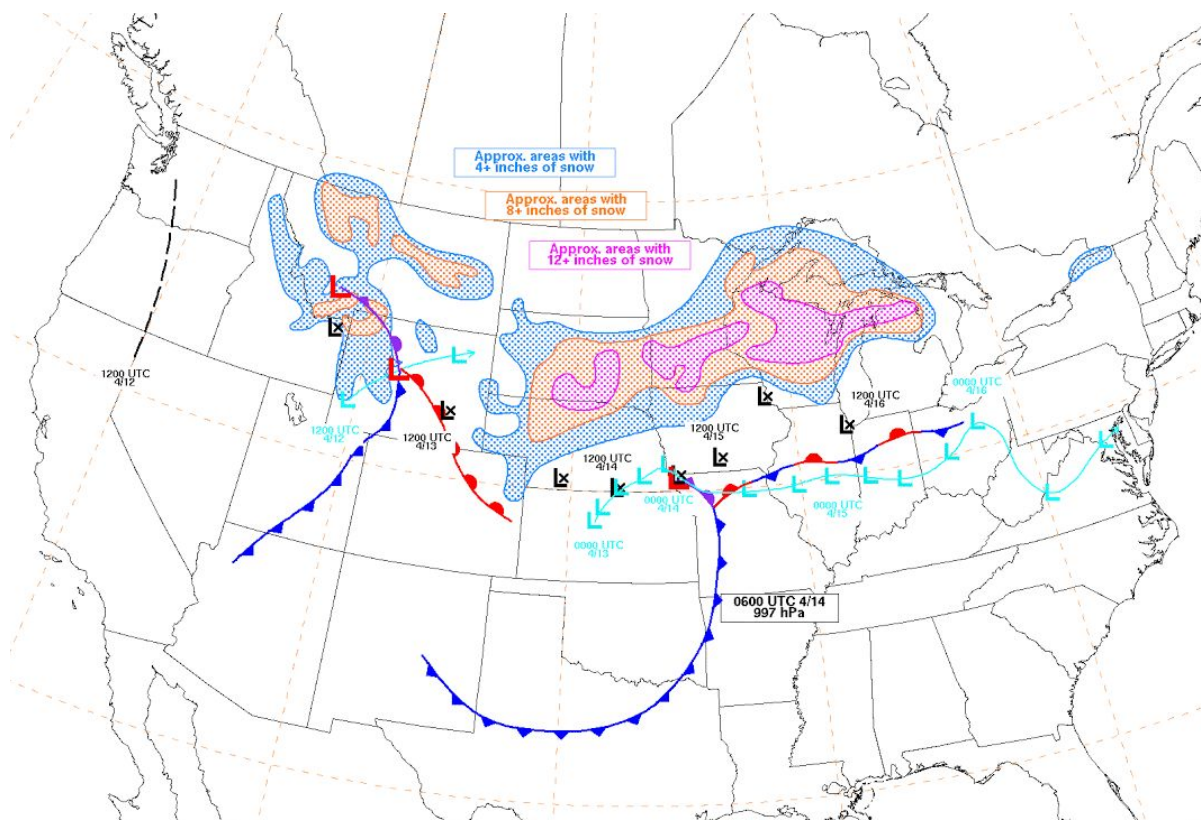 Approx. areas with
4+ inches of snow
Approx. areas with
8+ inches of snow
Approx. areas with
12+ inches of snow
1200 UTC
4/12
1200 UTC
4/12
1200 UTC
4/13
1200 UTC
4/14
1200 UTC
4/15
1200 UTC
4/16
0000 UTC
4/16
0000 UTC
4/13
0000 UTC
4/14
0000 UTC
4/15
0600 UTC 4/14
997 hPa